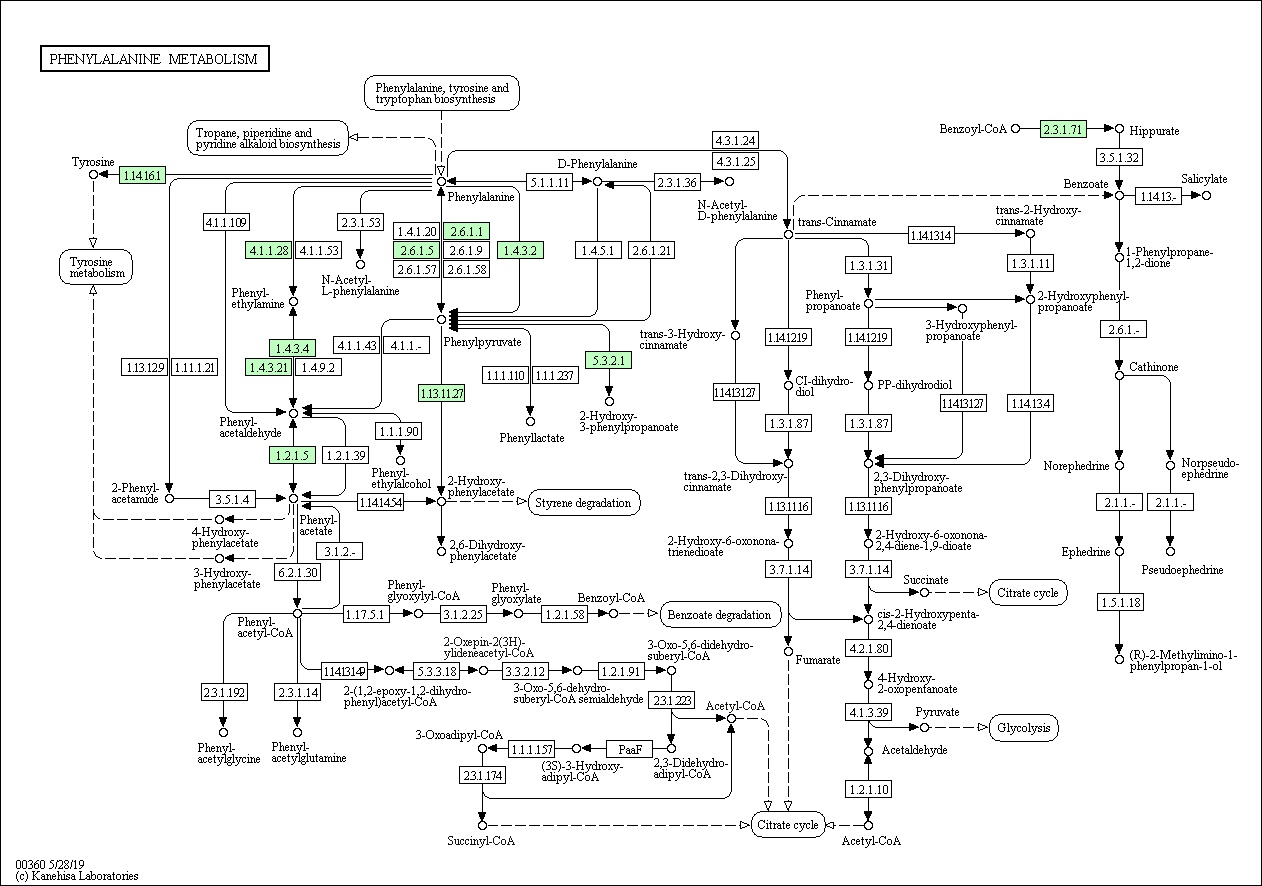 PHENYLALANINE METABOLISM
Phenylalanine, tyrosine and
tryptophan biosynthesis
Tropane, piperidine and
pyridine alkaloid biosynthesis
Benzoyl-CoA
2.3.1.71
Hippurate
4.3.1.24
4.3.1.25
3.5.1.32
Tyrosine
1.14.16.1
D-Phenylalanine
5.1.1.11
2.3.1.36
Phenylalanine
N-Acetyl-
D-phenylalanine
Benzoate
1.14.13.-
Salicylate
trans-Cinnamate
trans-2-Hydroxy-
cinnamate
4.1.1.109
2.3.1.53
1.4.1.20
2.6.1.1
4.1.1.28
4.1.1.53
2.6.1.5
2.6.1.9
1.4.3.2
1.4.5.1
2.6.1.21
2.6.1.57
2.6.1.58
1.14.13.14
1.3.1.31
1.3.1.11
1-Phenylpropane-
1,2-dione
Tyrosine
metabolism
N-Acetyl-
L-phenylalanine
Phenyl-
ethylamine
Phenyl-
propanoate
2-Hydroxyphenyl-
propanoate
3-Hydroxyphenyl-
propanoate
Phenylpyruvate
trans-3-Hydroxy-
cinnamate
1.14.12.19
1.14.12.19
2.6.1.-
1.4.3.4
4.1.1.43
4.1.1.-
1.13.12.9
1.11.1.21
1.4.3.21
1.4.9.2
5.3.2.1
1.1.1.110
1.1.1.237
Cathinone
1.13.11.27
CI-dihydro-
diol
PP-dihydrodiol
1.14.13.127
1.14.13.127
1.14.13.4
Phenyl-
acetaldehyde
1.1.1.90
Phenyllactate
2-Hydroxy-
3-phenylpropanoate
1.3.1.87
1.3.1.87
1.2.1.5
1.2.1.39
Phenyl-
ethylalcohol
trans-2,3-Dihydroxy-
cinnamate
2,3-Dihydroxy-
phenylpropanoate
Norephedrine
Norpseudo-
ephedrine
2-Phenyl-
acetamide
3.5.1.4
1.14.14.54
2-Hydroxy-
phenylacetate
Styrene degradation
Phenyl-
acetate
1.13.11.16
1.13.11.16
2.1.1.-
2.1.1.-
4-Hydroxy-
phenylacetate
3.1.2.-
2,6-Dihydroxy-
phenylacetate
2-Hydroxy-6-oxonona-
trienedioate
2-Hydroxy-6-oxonona-
2,4-diene-1,9-dioate
Ephedrine
Pseudoephedrine
3-Hydroxy-
phenylacetate
6.2.1.30
3.7.1.14
3.7.1.14
Succinate
Citrate cycle
Phenyl-
glyoxylyl-CoA
Phenyl-
glyoxylate
Benzoyl-CoA
1.17.5.1
3.1.2.25
1.2.1.58
Benzoate degradation
Phenyl-
acetyl-CoA
cis-2-Hydroxypenta-
2,4-dienoate
1.5.1.18
2-Oxepin-2(3H)-
ylideneacetyl-CoA
3-Oxo-5,6-didehydro-
suberyl-CoA
4.2.1.80
Fumarate
(R)-2-Methylimino-1-
phenylpropan-1-ol
1.14.13.149
5.3.3.18
3.3.2.12
1.2.1.91
2-(1,2-epoxy-1,2-dihydro-
phenyl)acetyl-CoA
3-Oxo-5,6-dehydro-
suberyl-CoA semialdehyde
4-Hydroxy-
2-oxopentanoate
2.3.1.192
2.3.1.14
2.3.1.223
Acetyl-CoA
4.1.3.39
Pyruvate
Glycolysis
3-Oxoadipyl-CoA
1.1.1.157
PaaF
Acetaldehyde
Phenyl-
acetylglycine
Phenyl-
acetylglutamine
(3S)-3-Hydroxy-
adipyl-CoA
2,3-Didehydro-
adipyl-CoA
2.3.1.174
1.2.1.10
Citrate cycle
Succinyl-CoA
Acetyl-CoA
00360 5/28/19
(c) Kanehisa Laboratories